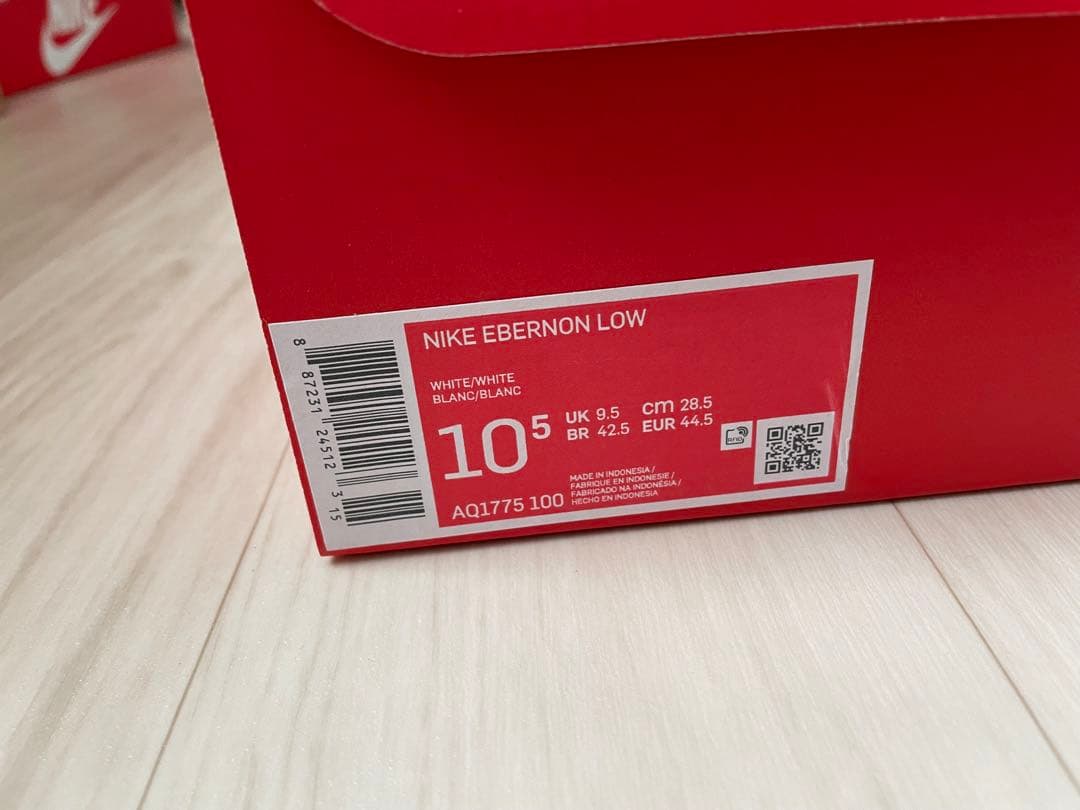 NIKE EBERNON LOW
WHITE/WHITE
BLANC/BLANC
10 5
UK 9.5 cm 28.5
BR 42.5 EUR 44.5
RFID
AQ1775 100
MADE IN INDONESIA /
FABRIQUE EN INDONESIE /
FABRICADO NA INDONÉSIA /
HECHO EN INDONESIA
8 87231 24512 3 15